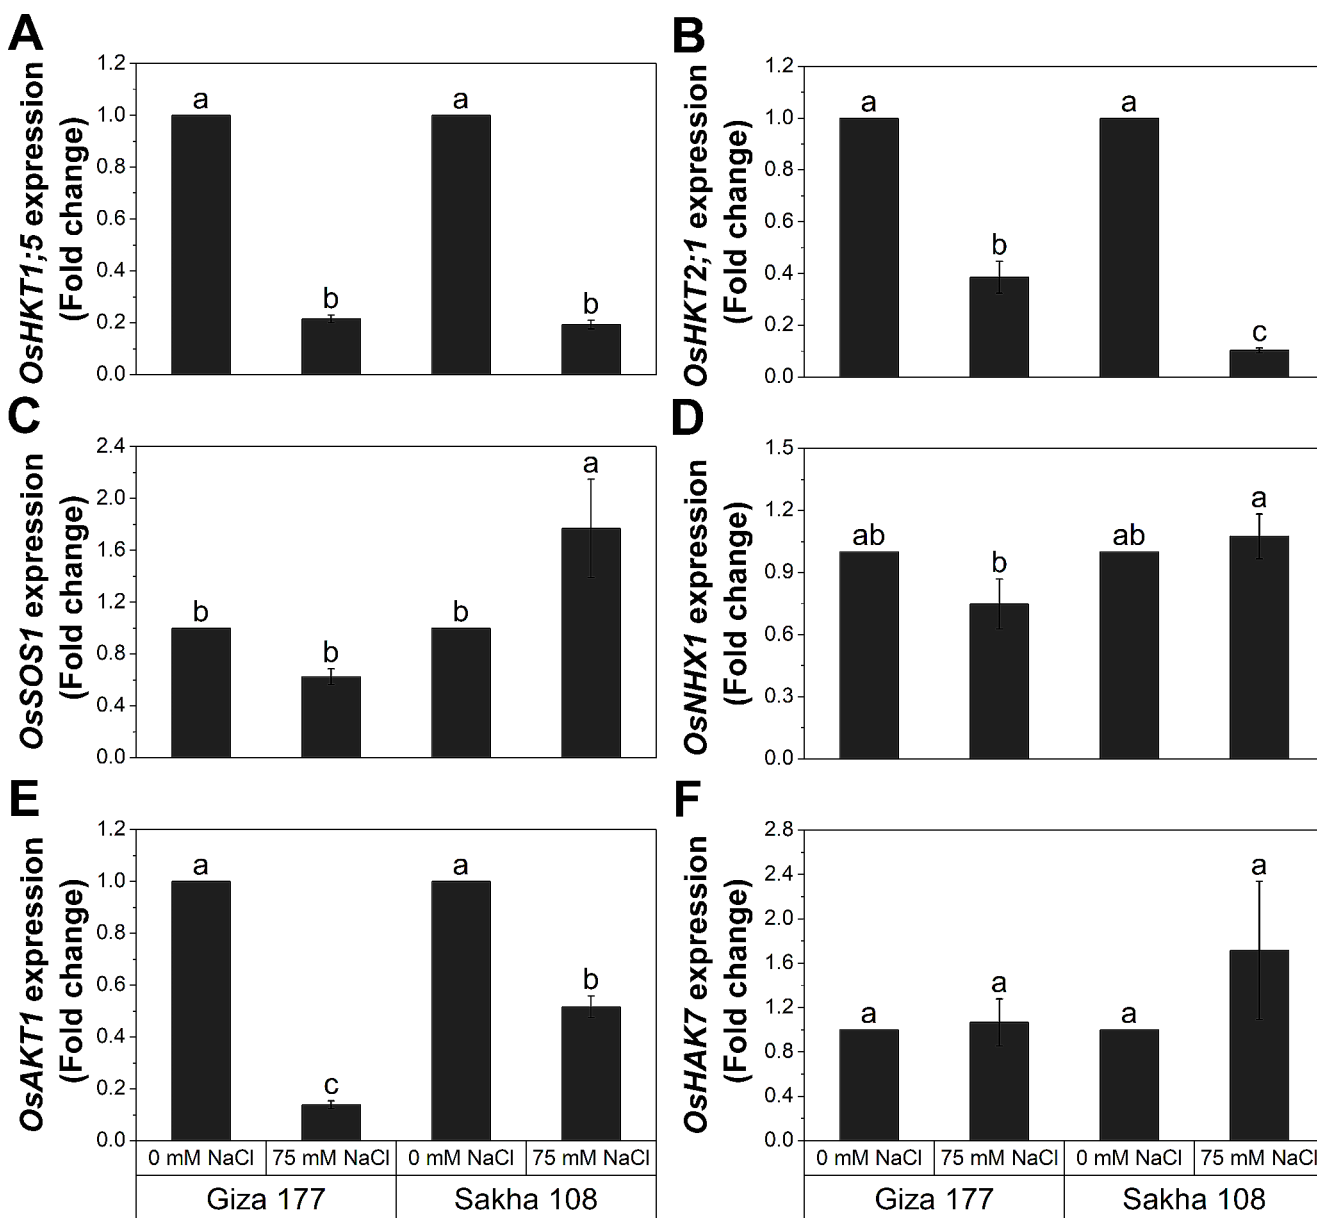 A
OsHKT1;5 expression
(Fold change)
1.2
1.0
0.8
0.6
0.4
0.2
0.0
a
b
a
b
B
OsHKT2;1 expression
(Fold change)
1.2
1.0
0.8
0.6
0.4
0.2
0.0
a
b
a
c
C
OsSOS1 expression
(Fold change)
2.4
2.0
1.6
1.2
0.8
0.4
0.0
b
b
b
a
D
OsNHX1 expression
(Fold change)
1.5
1.2
0.9
0.6
0.3
0.0
ab
b
ab
a
E
OsAKT1 expression
(Fold change)
1.2
1.0
0.8
0.6
0.4
0.2
0.0
a
c
a
b
0 mM NaCl 75 mM NaCl 0 mM NaCl 75 mM NaCl
Giza 177 Sakha 108
F
OsHAK7 expression
(Fold change)
2.8
2.4
2.0
1.6
1.2
0.8
0.4
0.0
a
a
a
a
0 mM NaCl 75 mM NaCl 0 mM NaCl 75 mM NaCl
Giza 177 Sakha 108